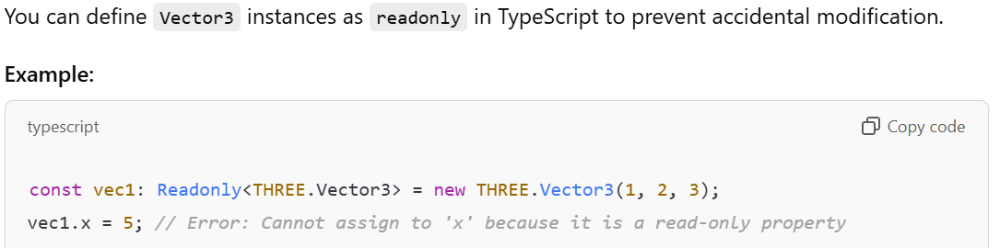 You can define Vector3 instances as readonly in TypeScript to prevent accidental modification.
Example:
typescript
Copy code
const vec1: Readonly<THREE.Vector3> = new THREE.Vector3(1, 2, 3);
vec1.x = 5; // Error: Cannot assign to 'x' because it is a read-only property